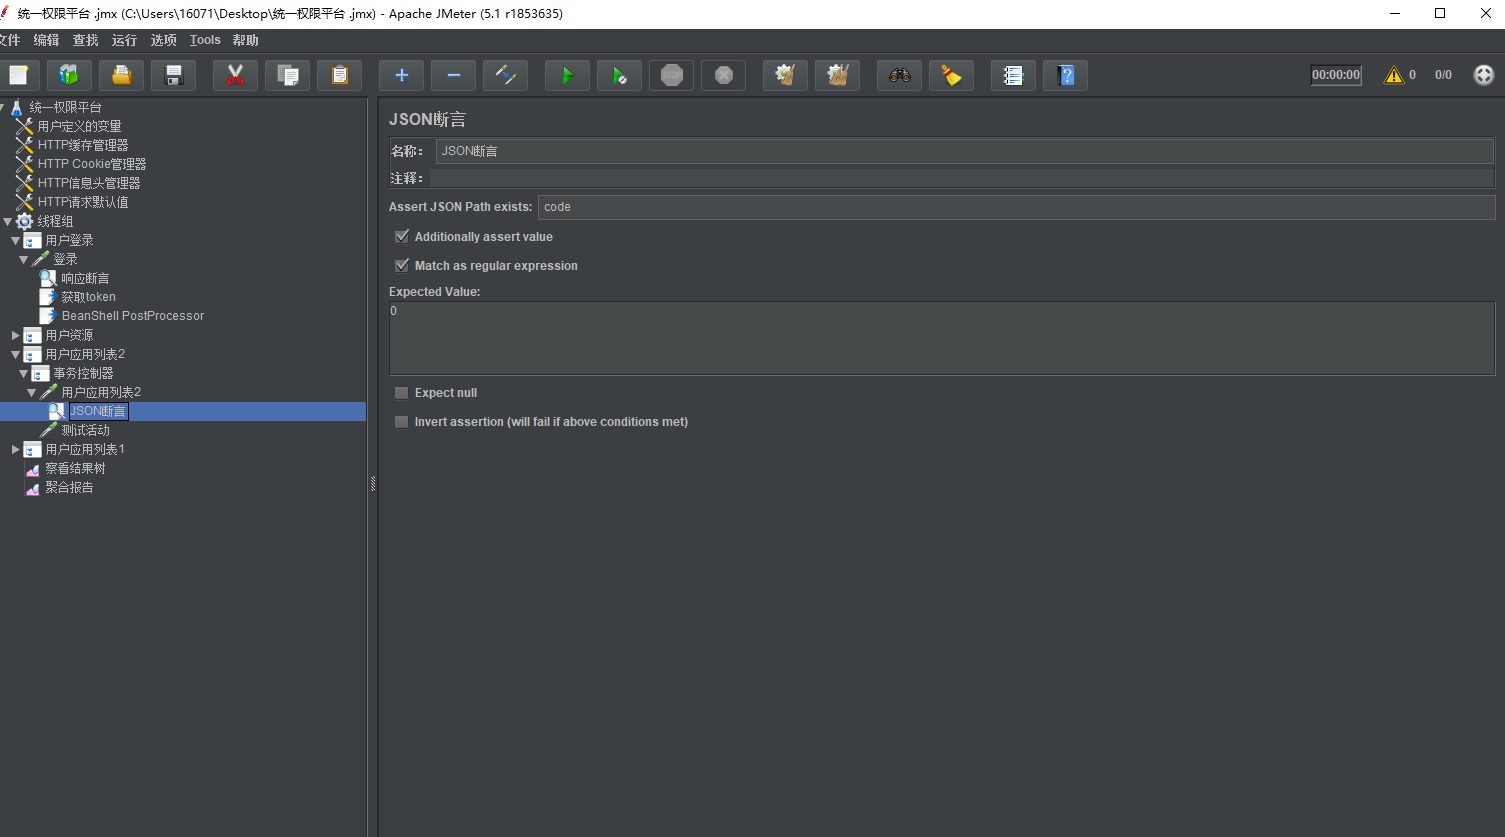 统一权限平台 .jmx (C:\Users\16071\Desktop\统一权限平台 .jmx) - Apache JMeter (5.1 r1853635)
文件 编辑 查找 运行 选项 Tools 帮助
STOP
00:00:00 0 0/0
统一权限平台
用户定义的变量
HTTP缓存管理器
HTTP Cookie管理器
HTTP信息头管理器
HTTP请求默认值
线程组
用户登录
登录
响应断言
获取token
BeanShell PostProcessor
用户资源
用户应用列表2
事务控制器
用户应用列表2
JSON断言
测试活动
用户应用列表1
察看结果树
聚合报告
JSON断言
名称： JSON断言
注释：
Assert JSON Path exists: code
Additionally assert value
Match as regular expression
Expected Value:
0
Expect null
Invert assertion (will fail if above conditions met)